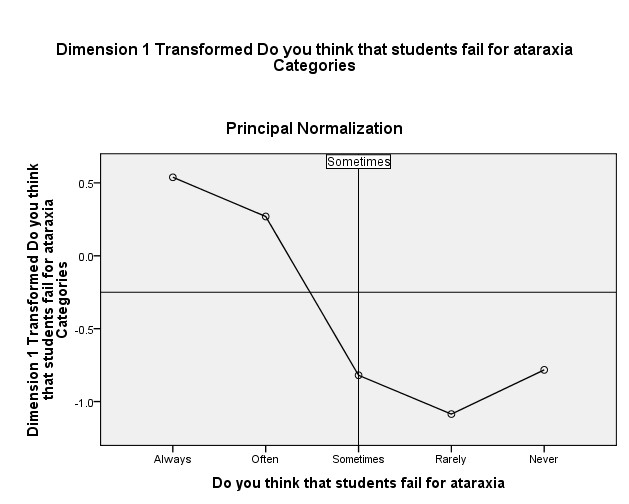 Dimension 1 Transformed Do you think that students fail for ataraxia
Categories
Principal Normalization
Dimension 1 Transformed Do you think
that students fail for ataraxia
Categories
Sometimes
0.5
0.0
-0.5
-1.0
Always Often Sometimes Rarely Never
Do you think that students fail for ataraxia